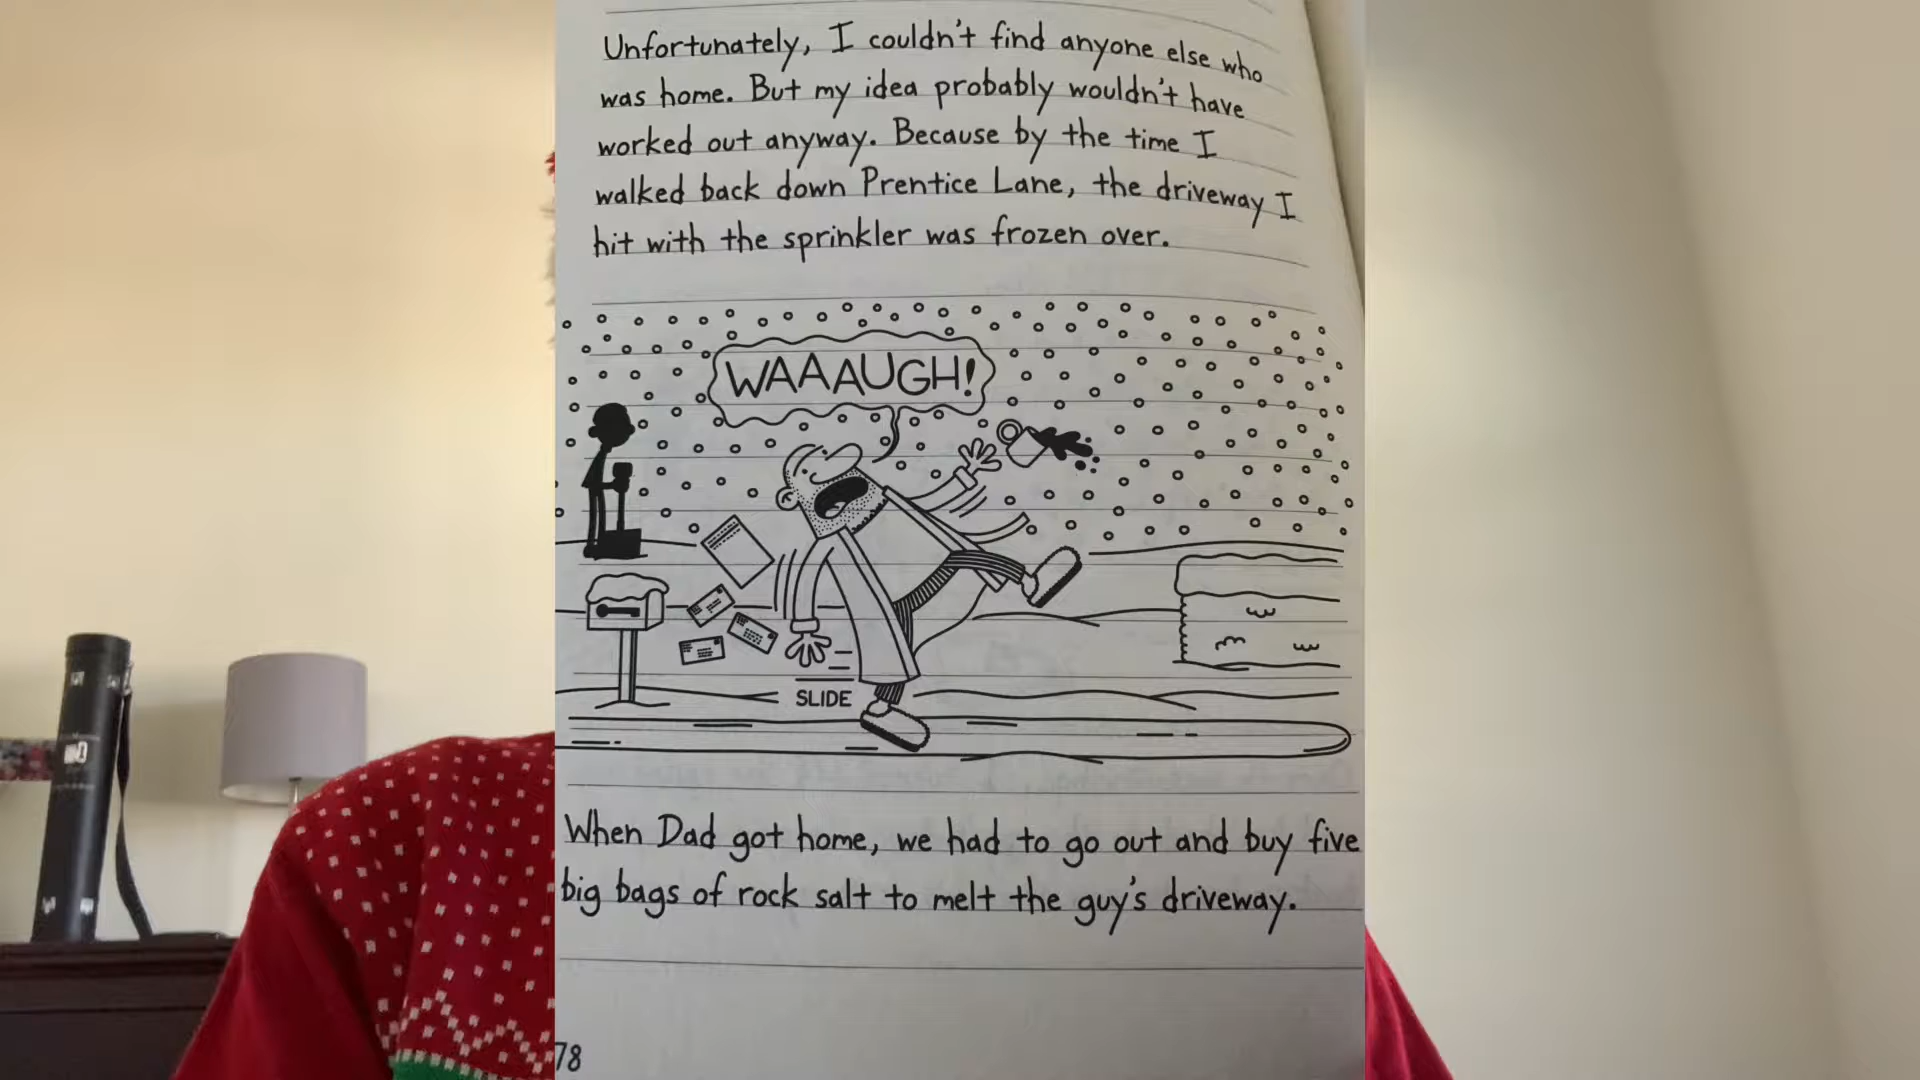 Unfortunately, I couldn't find anyone else who
was home. But my idea probably wouldn't have
worked out anyway. Because by the time I
walked back down Prentice Lane, the driveway I
hit with the sprinkler was frozen over.
WAAAUGH!
SLIDE
When Dad got home, we had to go out and buy five
big bags of rock salt to melt the guy's driveway.
78